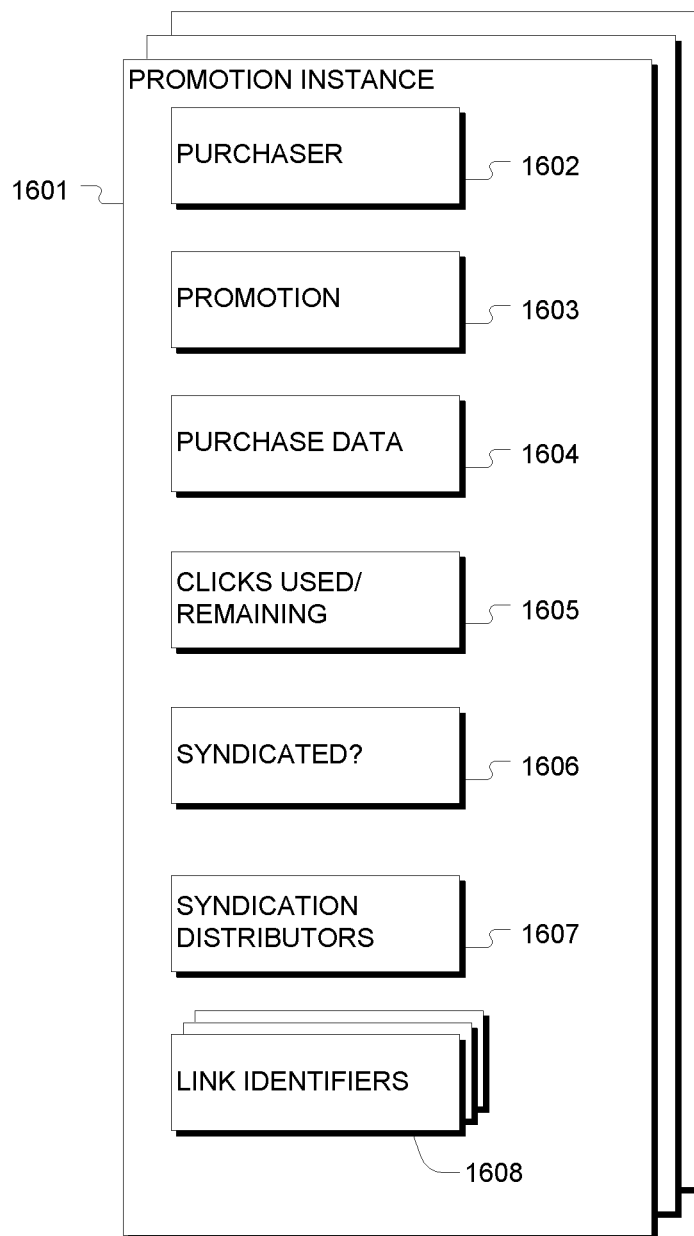 PROMOTION INSTANCE
PURCHASER
1601
1602
PROMOTION
1603
PURCHASE DATA
1604
CLICKS USED/
REMAINING
1605
SYNDICATED?
1606
SYNDICATION
DISTRIBUTORS
1607
LINK IDENTIFIERS
1608